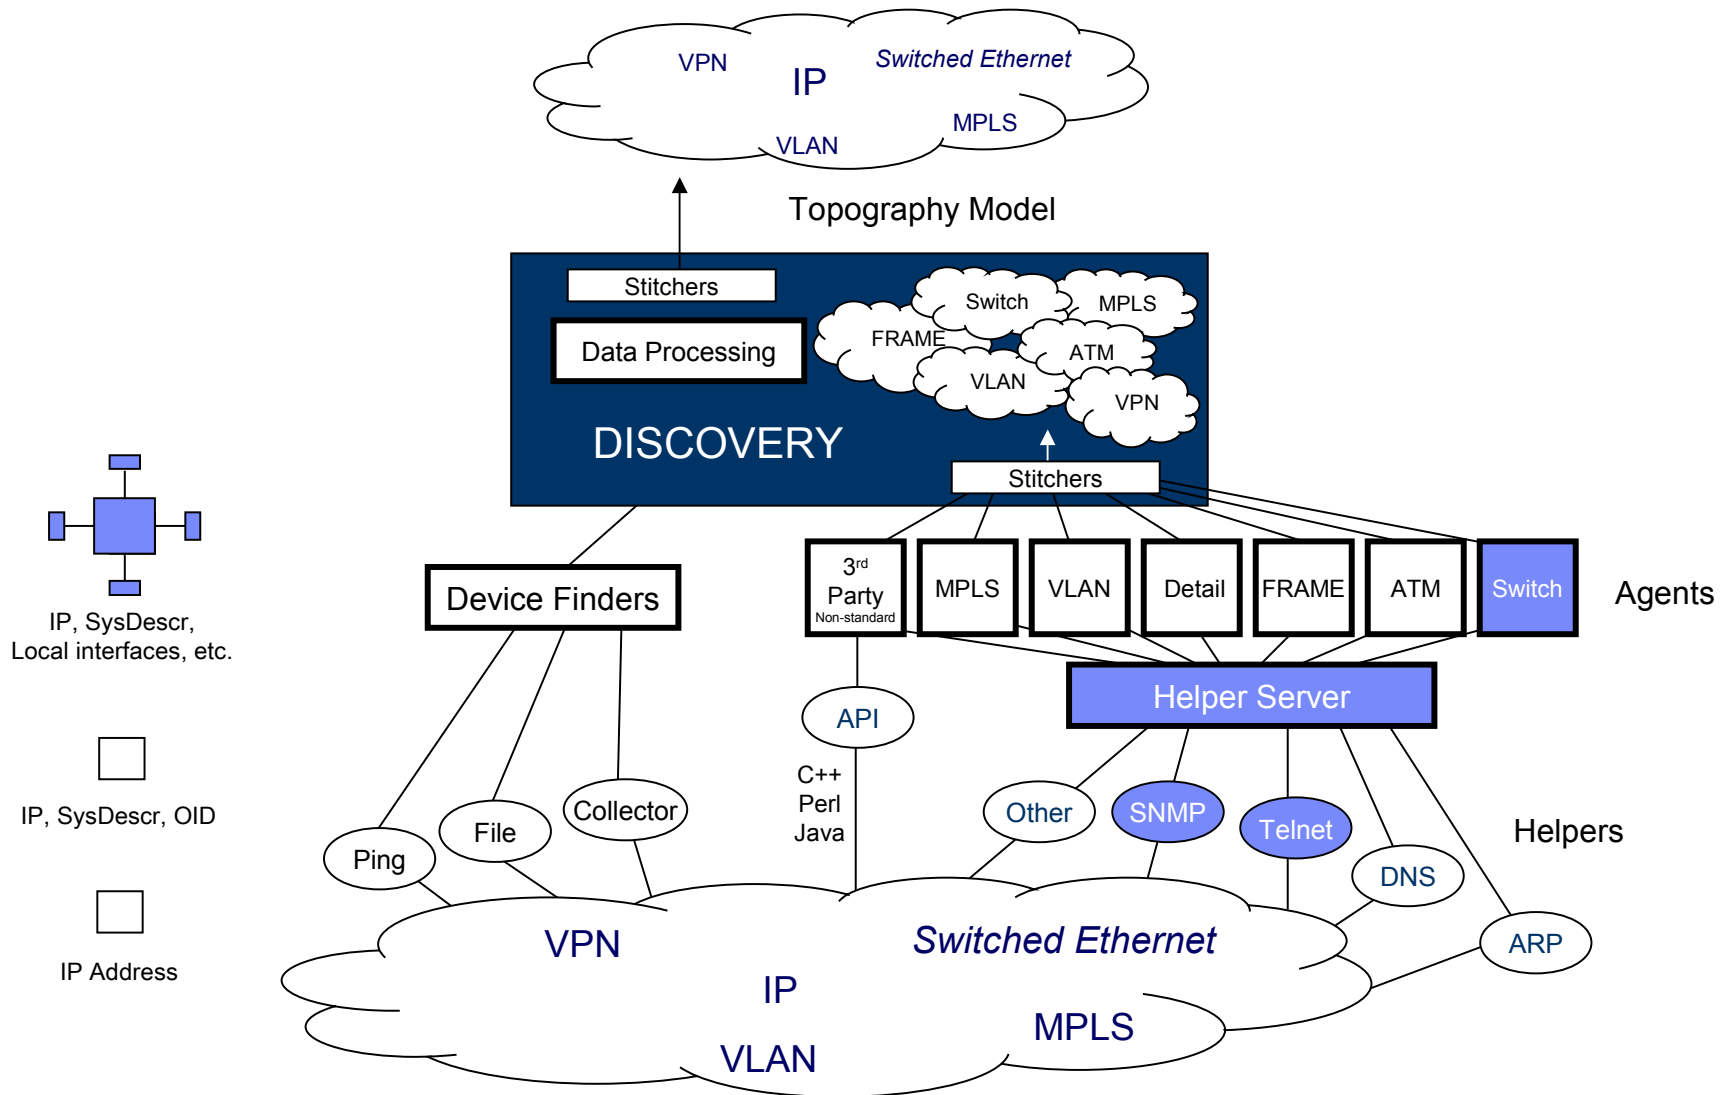 VPN
IP
Switched Ethernet
MPLS
VLAN
Topography Model
Stitchers
Data Processing
DISCOVERY
Switch
MPLS
FRAME
ATM
VLAN
VPN
Stitchers
IP, SysDescr,
Local interfaces, etc.
IP, SysDescr, OID
IP Address
Device Finders
3rd
Party
Non-standard
MPLS
VLAN
Detail
FRAME
ATM
Switch
Agents
Helper Server
API
C++
Perl
Java
Ping
File
Collector
Other
SNMP
Telnet
DNS
ARP
Helpers
VPN
Switched Ethernet
IP
MPLS
VLAN